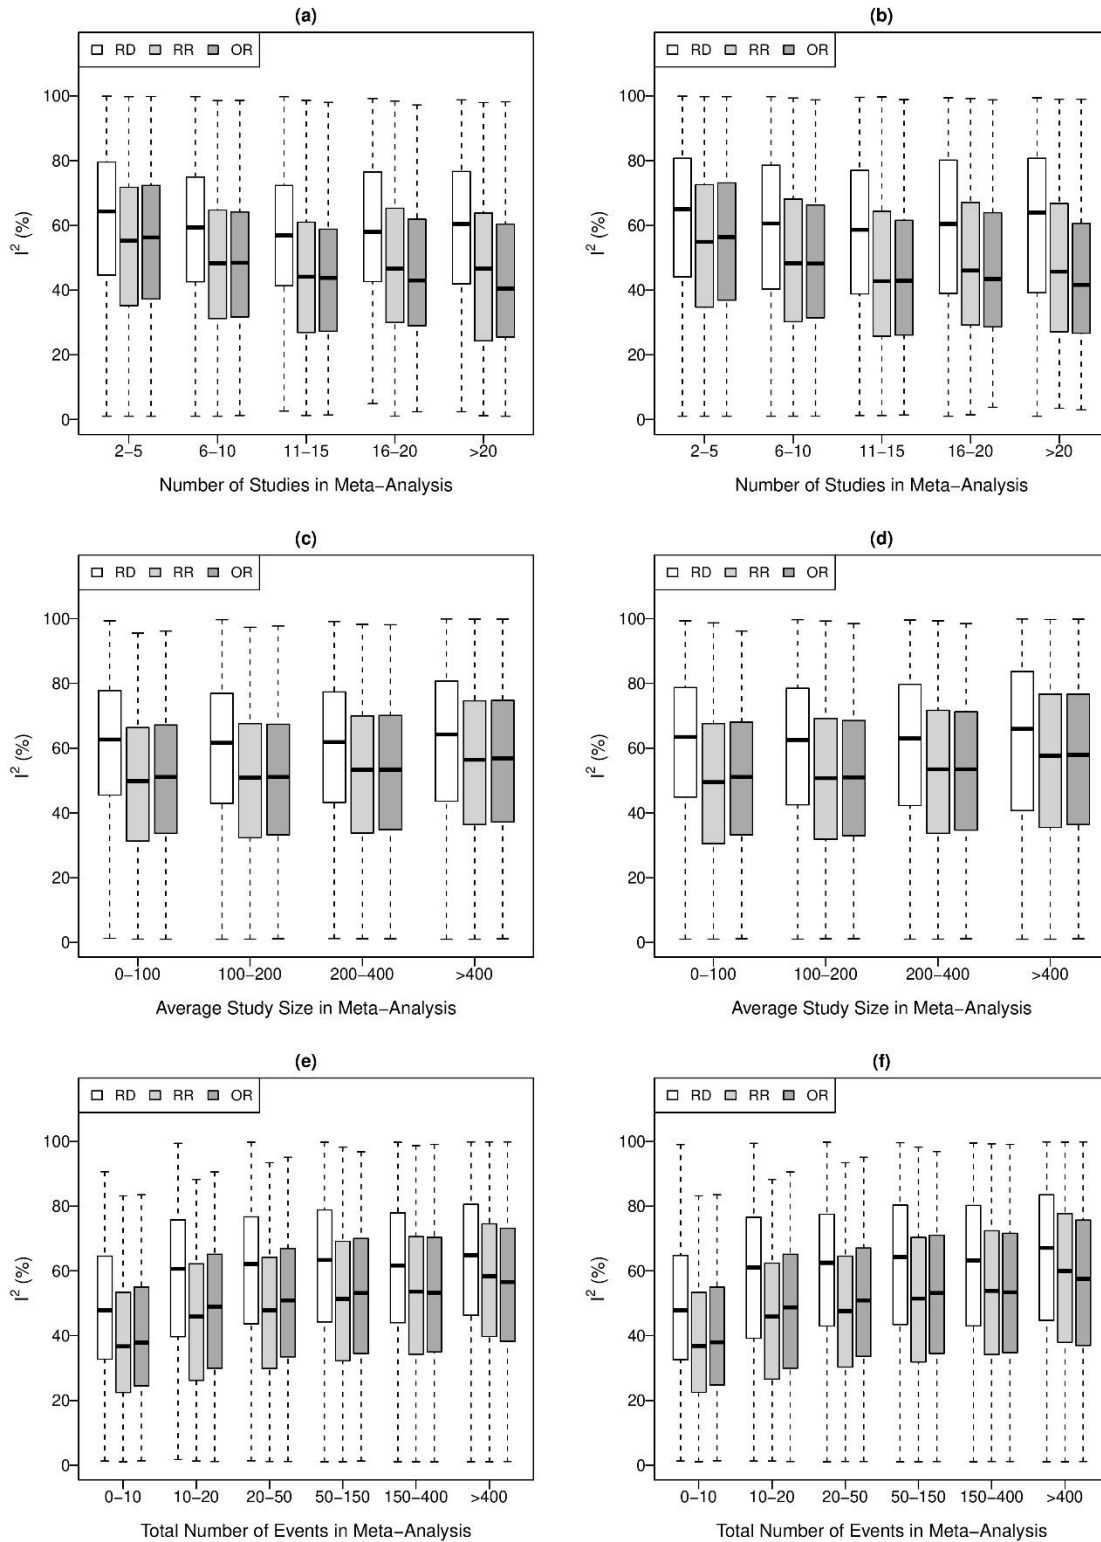 (a)
RD RR OR
100
80
60
40
20
0
I² (%)
2–5 6–10 11–15 16–20 >20
Number of Studies in Meta–Analysis
(b)
RD RR OR
100
80
60
40
20
0
I² (%)
2–5 6–10 11–15 16–20 >20
Number of Studies in Meta–Analysis
(c)
RD RR OR
100
80
60
40
20
0
I² (%)
0–100 100–200 200–400 >400
Average Study Size in Meta–Analysis
(d)
RD RR OR
100
80
60
40
20
0
I² (%)
0–100 100–200 200–400 >400
Average Study Size in Meta–Analysis
(e)
RD RR OR
100
80
60
40
20
0
I² (%)
0–10 10–20 20–50 50–150 150–400 >400
Total Number of Events in Meta–Analysis
(f)
RD RR OR
100
80
60
40
20
0
I² (%)
0–10 10–20 20–50 50–150 150–400 >400
Total Number of Events in Meta–Analysis